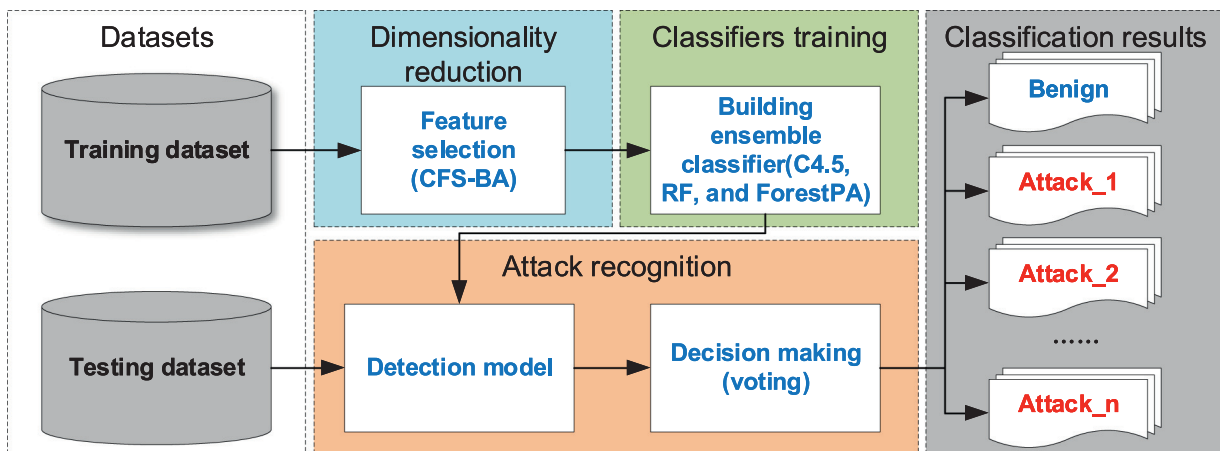 Datasets
Training dataset
Testing dataset
Dimensionality
reduction
Feature
selection
(CFS-BA)
Classifiers training
Building
ensemble
classifier(C4.5,
RF, and ForestPA)
Attack recognition
Detection model
Decision making
(voting)
Classification results
Benign
Attack_1
Attack_2
......
Attack_n